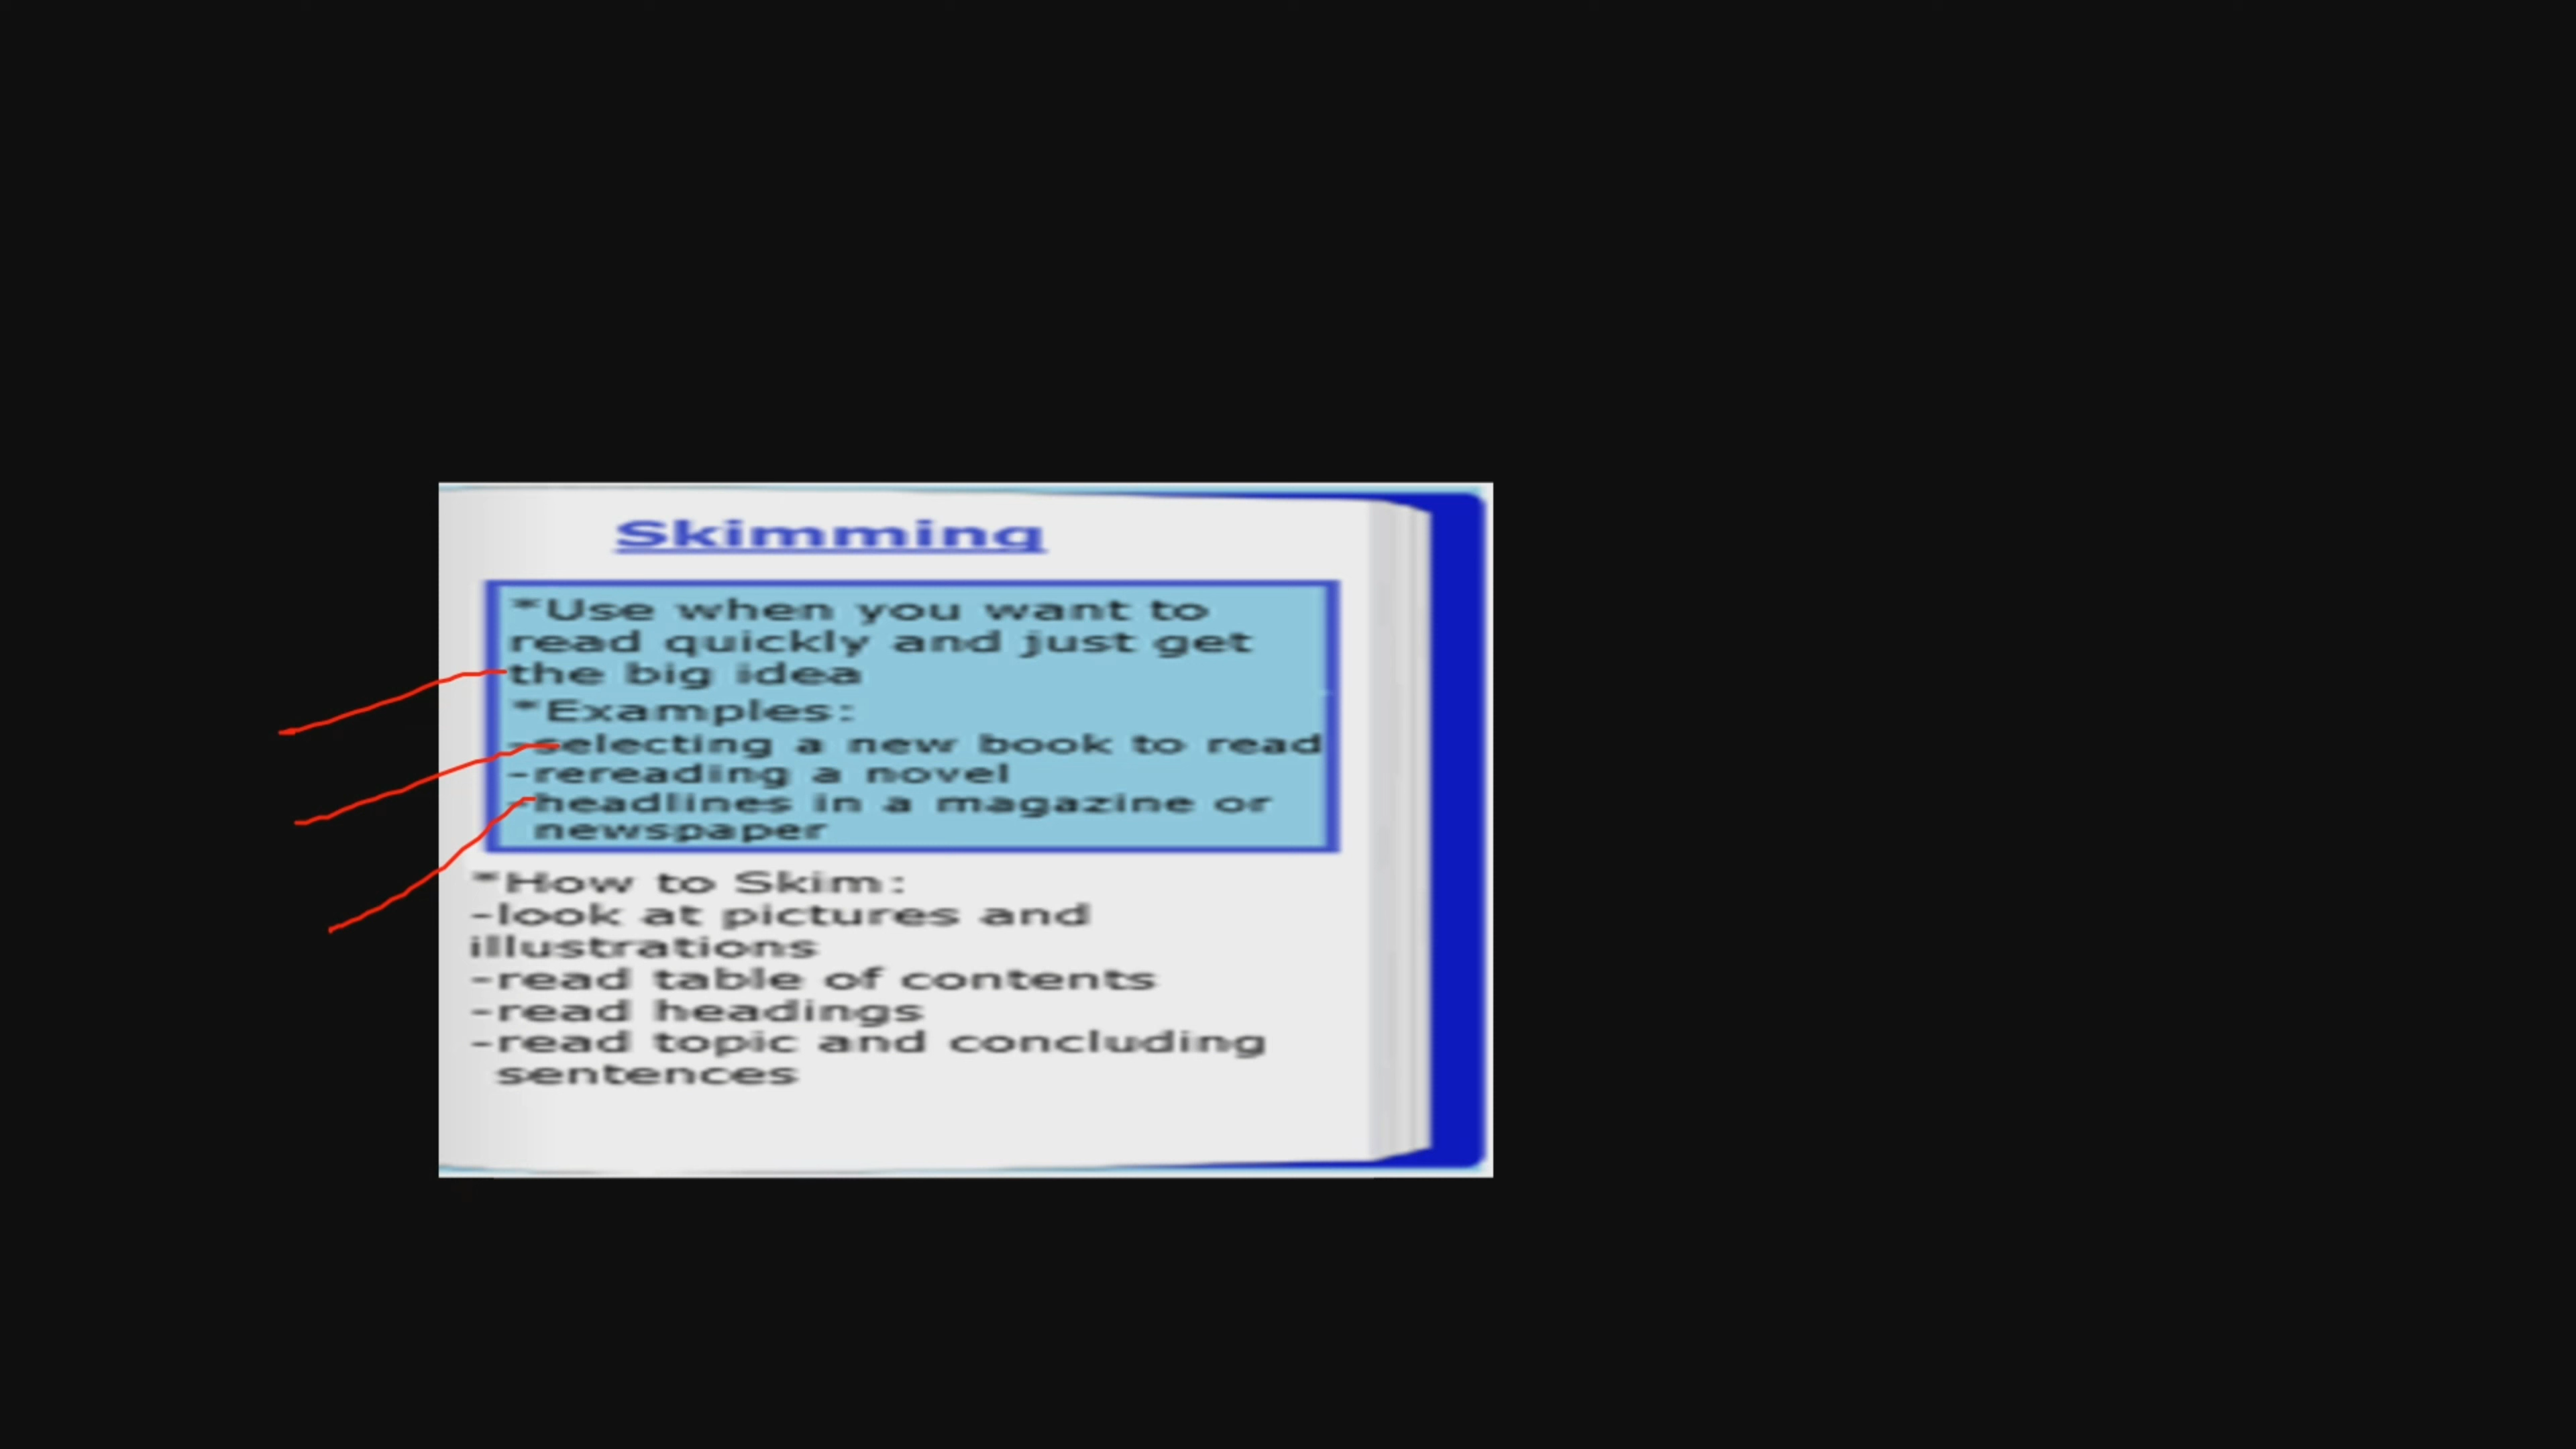 Skimming
*Use when you want to
read quickly and just get
the big idea
*Examples:
-selecting a new book to read
-rereading a novel
-headlines in a magazine or
newspaper
*How to Skim:
-look at pictures and
illustrations
-read table of contents
-read headings
-read topic and concluding
sentences